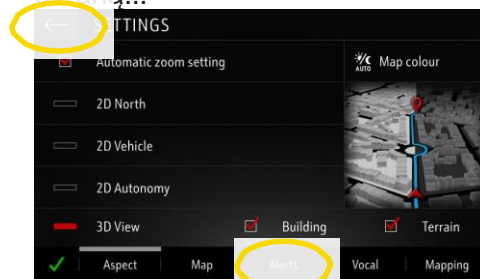 SETTINGS
Automatic zoom setting
AUTO Map colour
2D North
2D Vehicle
2D Autonomy
3D View Building Terrain
Aspect Map Alerts Vocal Mapping